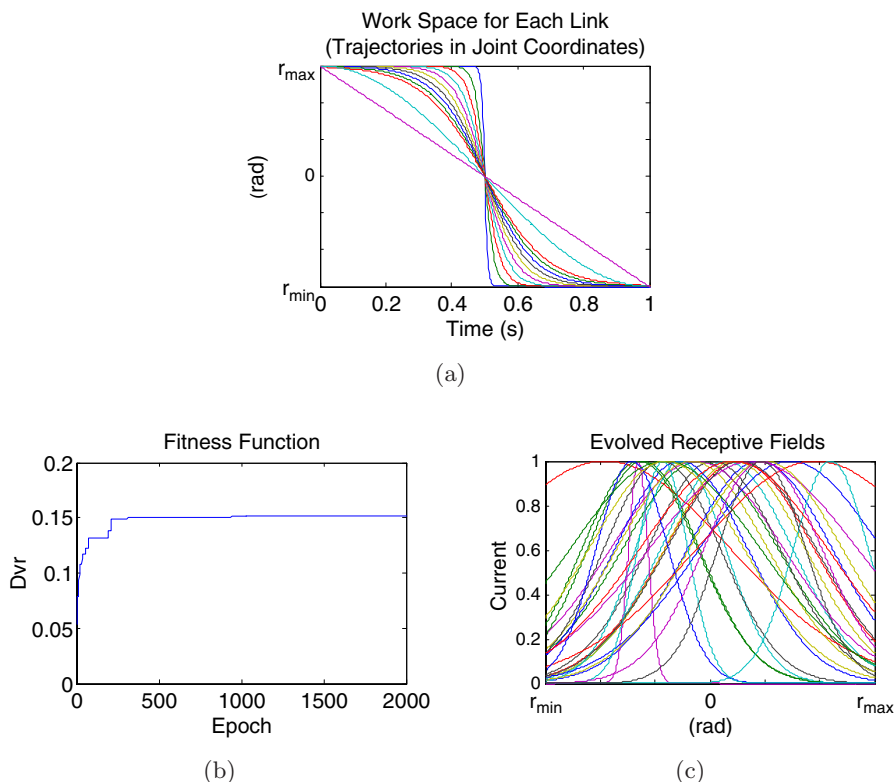 Work Space for Each Link
(Trajectories in Joint Coordinates)
r_max
0
r_min
(rad)
0 0.2 0.4 0.6 0.8 1
Time (s)
(a)
Fitness Function
0.2
0.15
0.1
0.05
0
Dvr
0 500 1000 1500 2000
Epoch
(b)
Evolved Receptive Fields
1
0.8
0.6
0.4
0.2
0
Current
r_min 0 r_max
(rad)
(c)